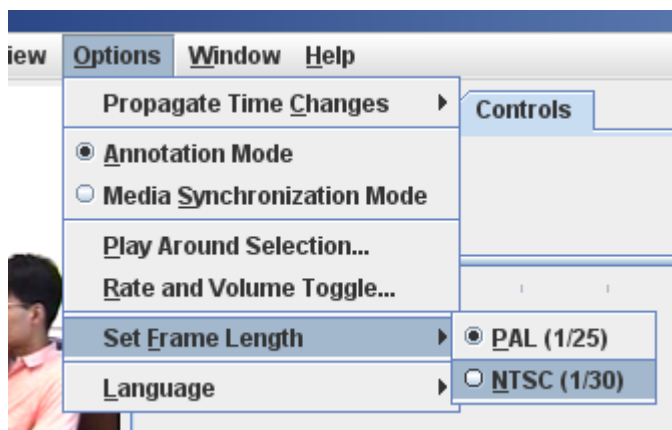 iew Options Window Help
Propagate Time Changes
Controls
Annotation Mode
Media Synchronization Mode
Play Around Selection...
Rate and Volume Toggle...
Set Frame Length
PAL (1/25)
Language
NTSC (1/30)